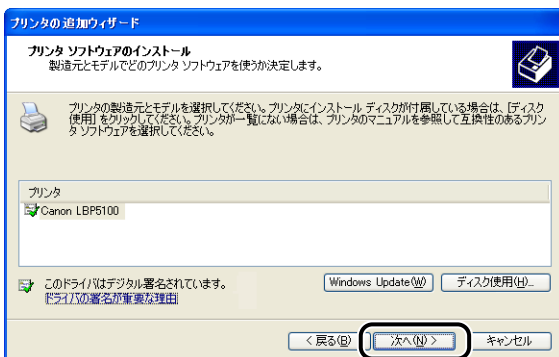 プリンタの追加ウィザード
プリンタ ソフトウェアのインストール
製造元とモデルでどのプリンタ ソフトウェアを使うか決定します。
プリンタの製造元とモデルを選択してください。プリンタにインストール ディスクが付属している場合は、[ディスク
使用] をクリックしてください。プリンタが一覧にない場合は、プリンタのマニュアルを参照して互換性のあるプリン
タ ソフトウェアを選択してください。
プリンタ
Canon LBP5100
このドライバはデジタル署名されています。
ドライバの署名が重要な理由
Windows Update(W)
ディスク使用(H)...
< 戻る(B)
次へ(N) >
キャンセル